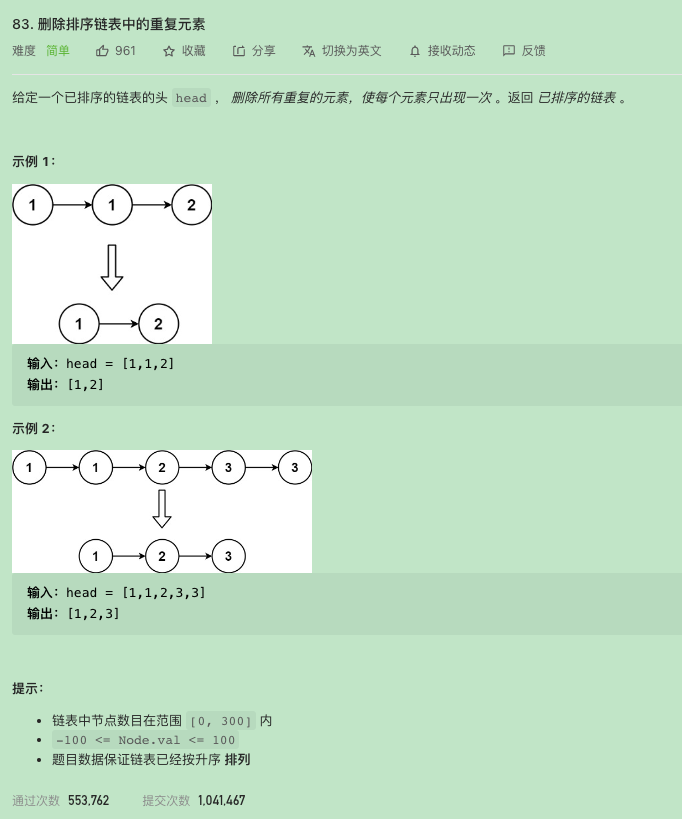 83. 删除排序链表中的重复元素
难度 简单 961 收藏 分享 切换为英文 接收动态 反馈
给定一个已排序的链表的头 head ， 删除所有重复的元素，使每个元素只出现一次 。返回 已排序的链表 。
示例 1：
1 1 2
1 2
输入：head = [1,1,2]
输出：[1,2]
示例 2：
1 1 2 3 3
1 2 3
输入：head = [1,1,2,3,3]
输出：[1,2,3]
提示：
• 链表中节点数目在范围 [0, 300] 内
• -100 <= Node.val <= 100
• 题目数据保证链表已经按升序 排列
通过次数 553,762 提交次数 1,041,467